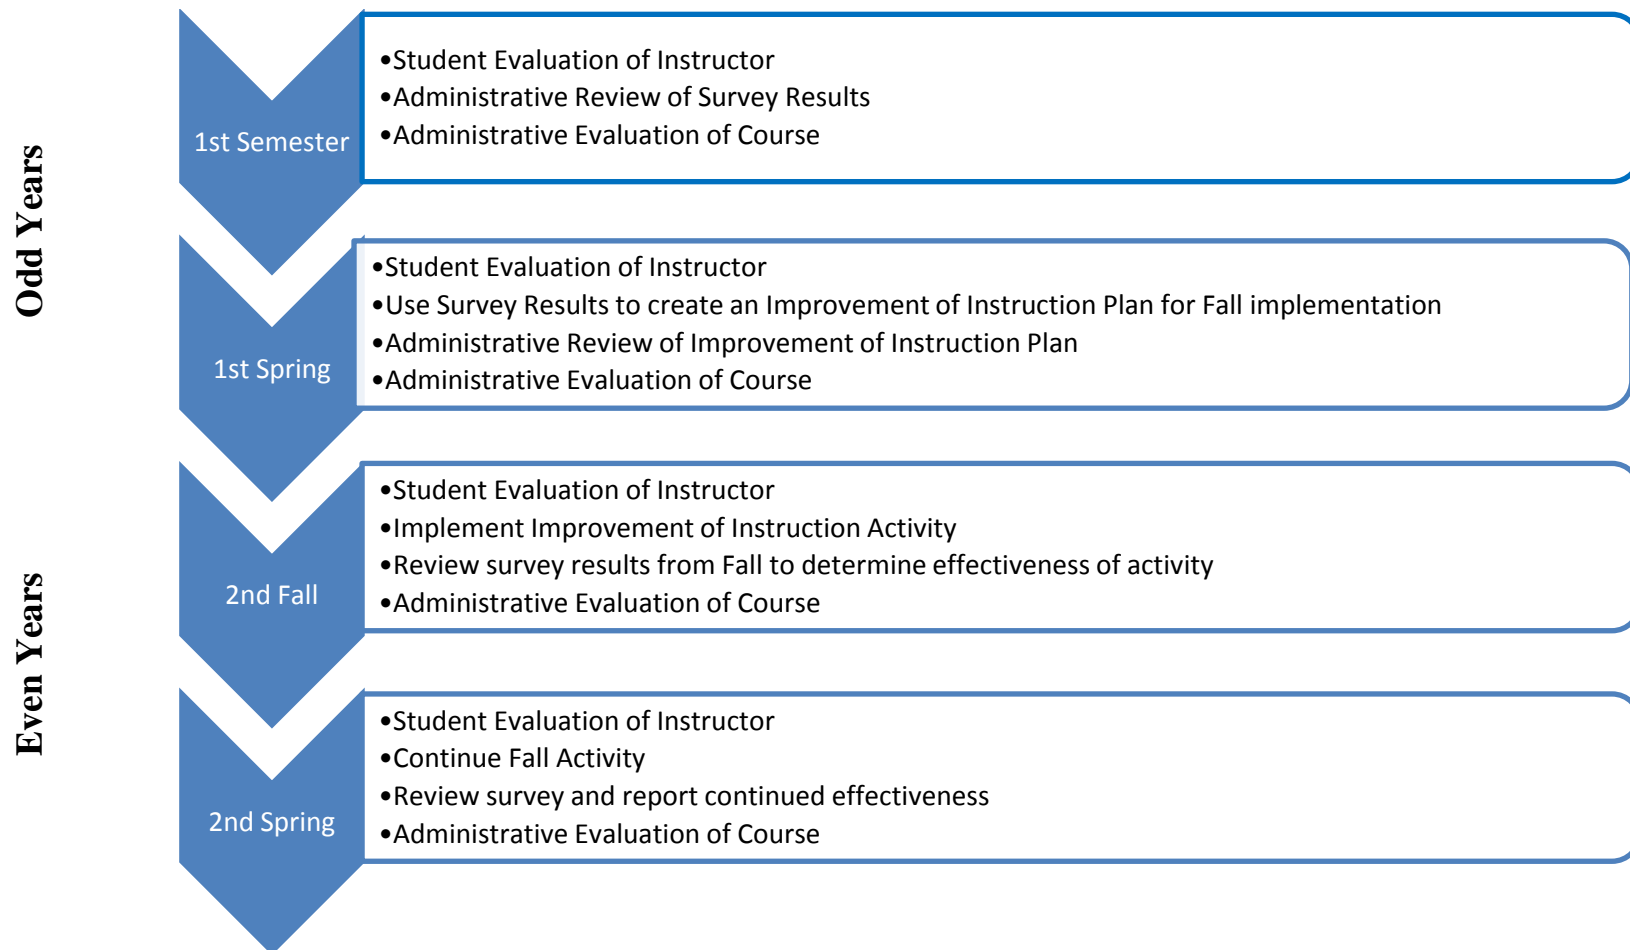 Odd Years
1st Semester
•Student Evaluation of Instructor
•Administrative Review of Survey Results
•Administrative Evaluation of Course
1st Spring
•Student Evaluation of Instructor
•Use Survey Results to create an Improvement of Instruction Plan for Fall implementation
•Administrative Review of Improvement of Instruction Plan
•Administrative Evaluation of Course
Even Years
2nd Fall
•Student Evaluation of Instructor
•Implement Improvement of Instruction Activity
•Review survey results from Fall to determine effectiveness of activity
•Administrative Evaluation of Course
2nd Spring
•Student Evaluation of Instructor
•Continue Fall Activity
•Review survey and report continued effectiveness
•Administrative Evaluation of Course